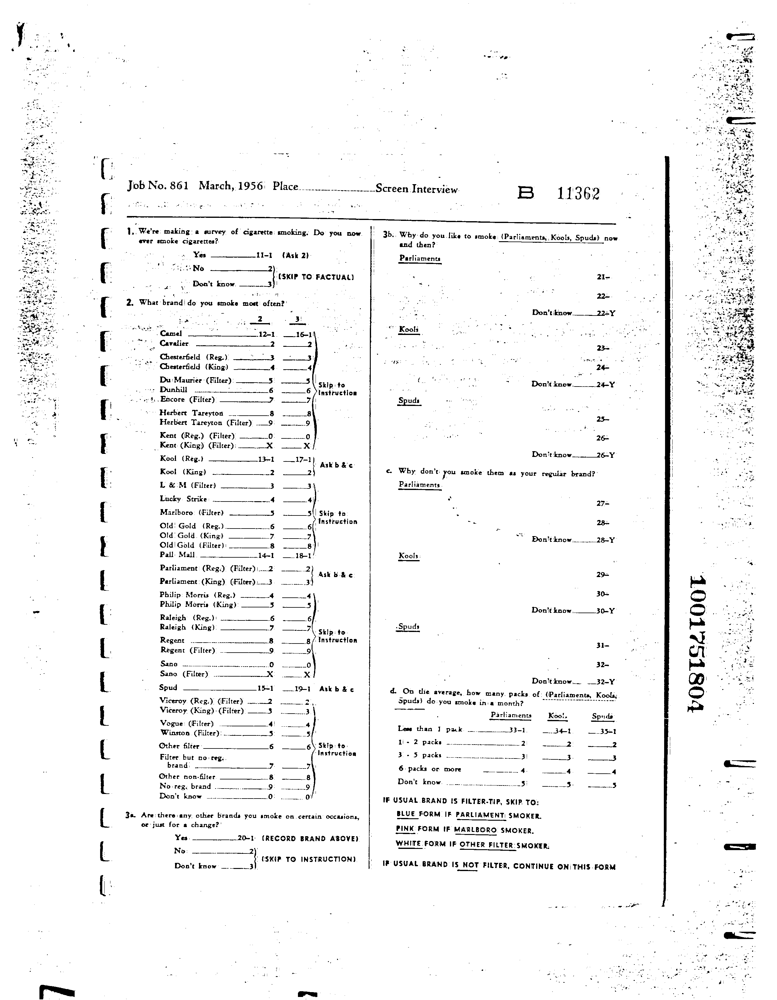 Job No. 861 March, 1956 Place Screen Interview B 11362
1. We're making a survey of cigarette smoking. Do you now
ever smoke cigarettes?
Yes 11-1 (Ask 2)
No 2
(SKIP TO FACTUAL)
Don't know 3
2. What brand do you smoke most often?
2 3
Camel 12-1 16-1
Cavalier 2 2
Chesterfield (Reg.) 3 3
Chesterfield (King) 4 4
Du Maurier (Filter) 5 5
Skip to
Dunhill 6 6
Instruction
Encore (Filter) 7 7
Herbert Tareyton 8 8
Herbert Tareyton (Filter) 9 9
Kent (Reg.) (Filter) 0 0
Kent (King) (Filter) X X
Kool (Reg.) 13-1 17-1
Ask b & c
Kool (King) 2 2
L & M (Filter) 3 3
Lucky Strike 4 4
Marlboro (Filter) 5 5
Skip to
Instruction
Old Gold (Reg.) 6 6
Old Gold (King) 7 7
Old Gold (Filter) 8 8
Pall Mall 14-1 18-1
Parliament (Reg.) (Filter) 2 2
Ask b & c
Parliament (King) (Filter) 3 3
Philip Morris (Reg.) 4 4
Philip Morris (King) 5 5
Raleigh (Reg.) 6 6
Raleigh (King) 7 7
Skip to
Instruction
Regent 8 8
Regent (Filter) 9 9
Sano 0 0
Sano (Filter) X X
Spud 15-1 19-1 Ask b & c
Viceroy (Reg.) (Filter) 2 2
Viceroy (King) (Filter) 3 3
Vogue (Filter) 4 4
Winston (Filter) 5 5
Other filter 6 6
Skip to
Instruction
Filter but no reg.
brand 7 7
Other non-filter 8 8
No reg. brand 9 9
Don't know 0 0
3a. Are there any other brands you smoke on certain occasions,
or just for a change?
Yes 20-1 (RECORD BRAND ABOVE)
No 2
(SKIP TO INSTRUCTION)
Don't know 3
3b. Why do you like to smoke (Parliaments, Kools, Spuds) now
and then?
Parliaments
21-
22-
Don't know 22-Y
Kools
23-
24-
Don't know 24-Y
Spuds
25-
26-
Don't know 26-Y
c. Why don't you smoke them as your regular brand?
Parliaments
27-
28-
Don't know 28-Y
Kools
29-
30-
Don't know 30-Y
Spuds
31-
32-
Don't know 32-Y
d. On the average, how many packs of (Parliaments, Kools,
Spuds) do you smoke in a month?
Parliaments Kools Spuds
Less than 1 pack 33-1 34-1 35-1
1 - 2 packs 2 2 2
3 - 5 packs 3 3 3
6 packs or more 4 4 4
Don't know 5 5 5
IF USUAL BRAND IS FILTER-TIP, SKIP TO:
BLUE FORM IF PARLIAMENT SMOKER.
PINK FORM IF MARLBORO SMOKER.
WHITE FORM IF OTHER FILTER SMOKER.
IF USUAL BRAND IS NOT FILTER, CONTINUE ON THIS FORM
1001751804